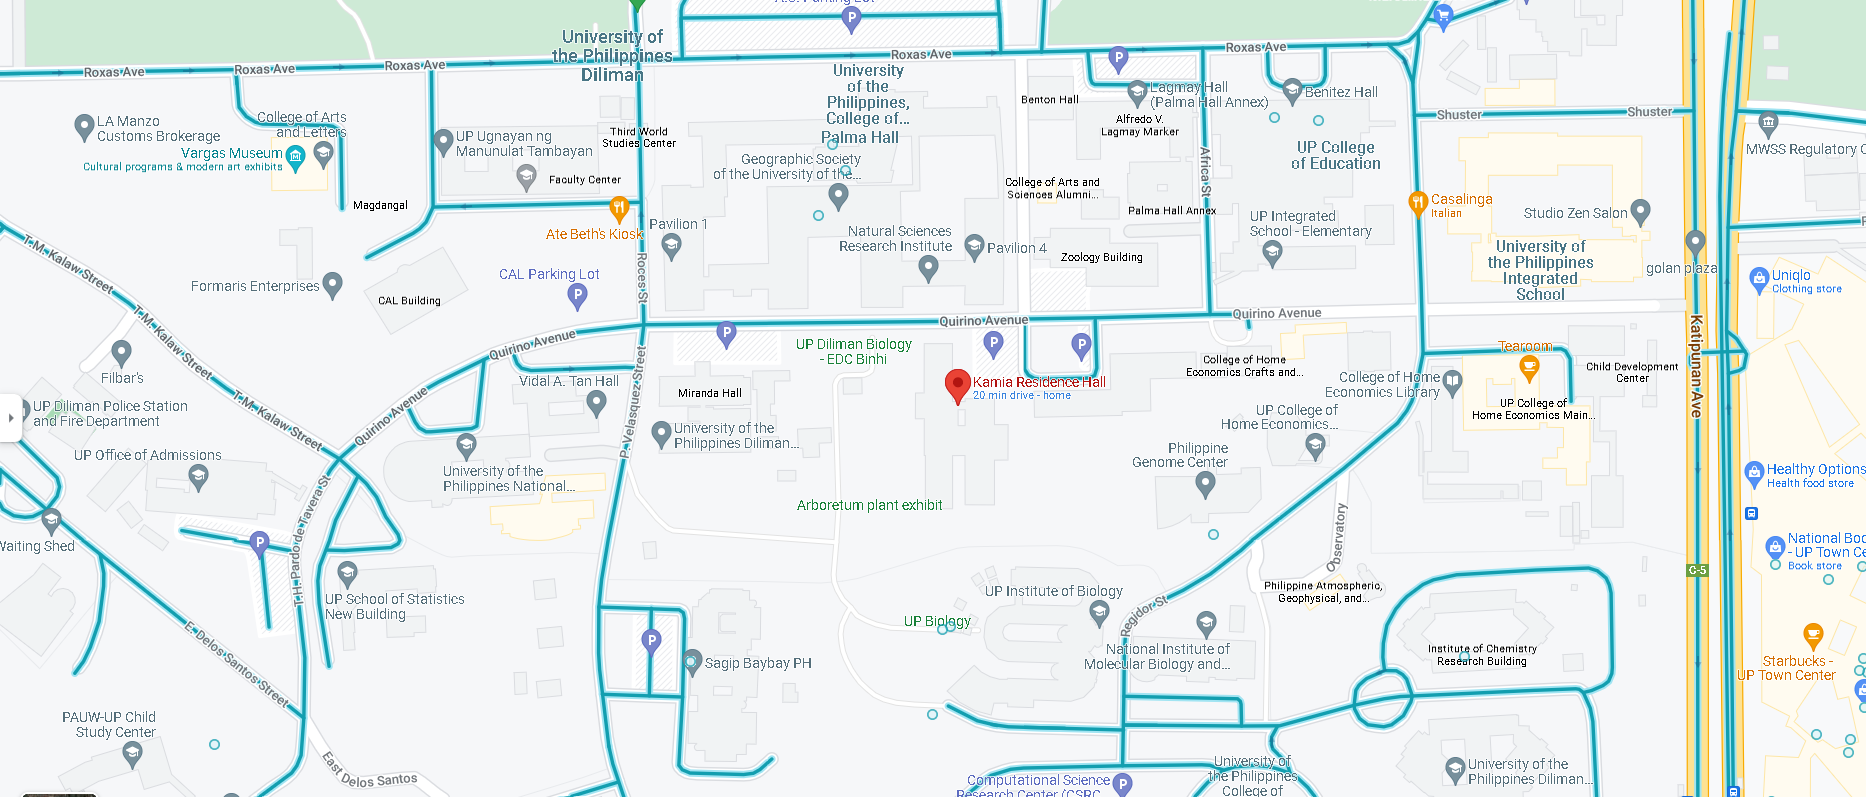 A.S. Parking Lot
University of
the Philippines
Diliman
Roxas Ave
Roxas Ave
Roxas Ave
Roxas Ave
Roxas Ave
University
of the
Philippines,
College of...
Palma Hall
Benton Hall
Lagmay Hall
(Palma Hall Annex)
Alfredo V.
Lagmay Marker
Benitez Hall
Shuster
Shuster
MWSS Regulatory
LA Manzo
Customs Brokerage
College of Arts
and Letters
Vargas Museum
Cultural programs & modern art exhibits
UP Ugnayan ng
Manunulat Tambayan
Third World
Studies Center
Faculty Center
Geographic Society
of the University of the...
College of Arts and
Sciences Alumni...
Africa St
UP College
of Education
Palma Hall Annex
Casalinga
Italian
Studio Zen Salon
Magdangal
Ate Beth's Kiosk
Pavilion 1
Natural Sciences
Research Institute
Pavilion 4
Zoology Building
UP Integrated
School - Elementary
University of
the Philippines
Integrated
School
golan plaza
Uniqlo
Clothing store
T.M. Kalaw Street
T.M. Kalaw Street
T.M. Kalaw Street
Formaris Enterprises
CAL Parking Lot
CAL Building
Roces St
Quirino Avenue
Quirino Avenue
Quirino Avenue
Quirino Avenue
Katipunan Ave
Filbar's
Vidal A. Tan Hall
P. Velasquez Street
Miranda Hall
UP Diliman Biology
- EDC Binhi
Kamia Residence Hall
20 min drive - home
College of Home
Economics Crafts and...
College of Home
Economics Library
Tearoom
Child Development
Center
UP College of
Home Economics Main...
UP Diliman Police Station
and Fire Department
UP Office of Admissions
University of the
Philippines National...
University of the
Philippines Diliman...
UP College of
Home Economics...
Philippine
Genome Center
Healthy Options
Health food store
Arboretum plant exhibit
Waiting Shed
T.H. Pardo de Tavera St
Observatory
National Boo
- UP Town Ce
Book store
C-5
UP School of Statistics
New Building
UP Institute of Biology
Philippine Atmospheric,
Geophysical, and...
UP Biology
Regidor St
E. Delos Santos Street
Sagip Baybay PH
National Institute of
Molecular Biology and...
Institute of Chemistry
Research Building
Starbucks -
UP Town Center
PAUW-UP Child
Study Center
East Delos Santos
Computational Science
Research Center (CSRC
University of
the Philippines
College of
University of the
Philippines Diliman...
P
P
P
P
P
P
P
P
P
P